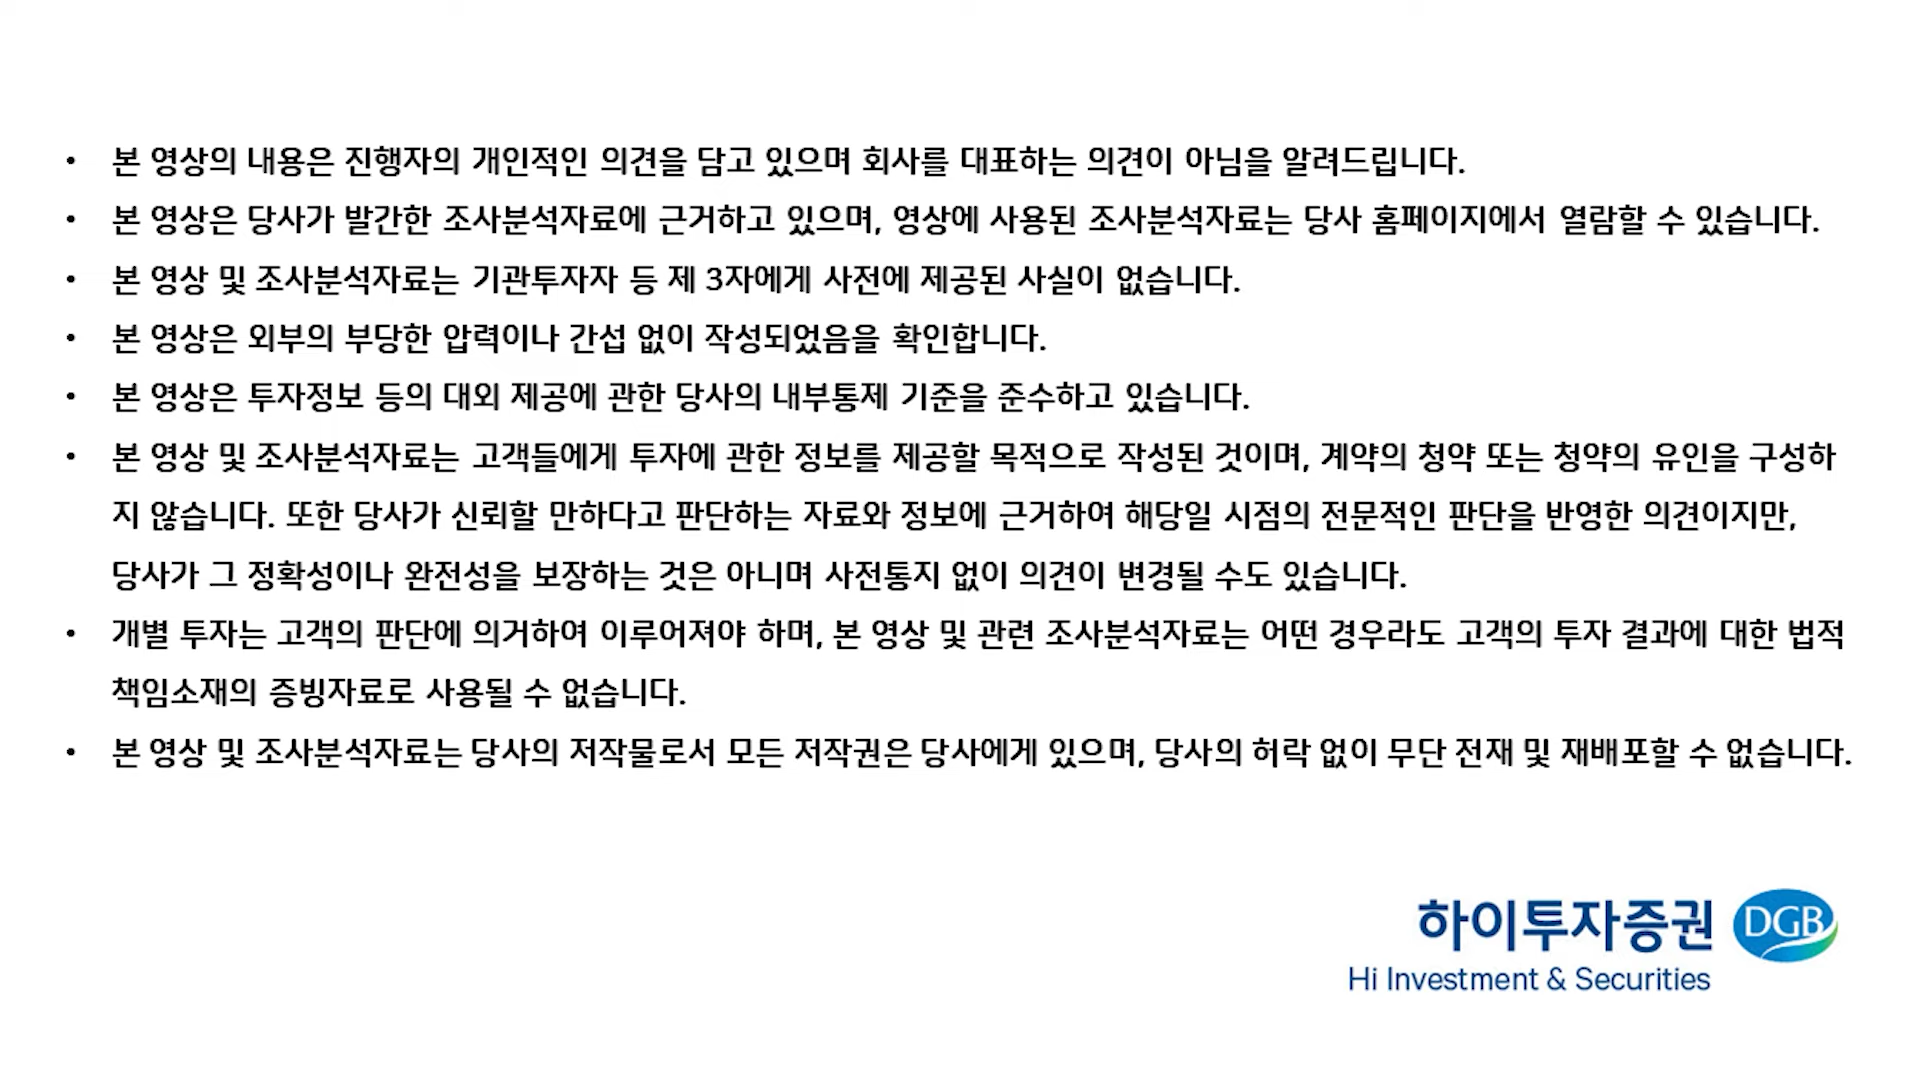 • 본 영상의 내용은 진행자의 개인적인 의견을 담고 있으며 회사를 대표하는 의견이 아님을 알려드립니다.
• 본 영상은 당사가 발간한 조사분석자료에 근거하고 있으며, 영상에 사용된 조사분석자료는 당사 홈페이지에서 열람할 수 있습니다.
• 본 영상 및 조사분석자료는 기관투자자 등 제 3자에게 사전에 제공된 사실이 없습니다.
• 본 영상은 외부의 부당한 압력이나 간섭 없이 작성되었음을 확인합니다.
• 본 영상은 투자정보 등의 대외 제공에 관한 당사의 내부통제 기준을 준수하고 있습니다.
• 본 영상 및 조사분석자료는 고객들에게 투자에 관한 정보를 제공할 목적으로 작성된 것이며, 계약의 청약 또는 청약의 유인을 구성하
지 않습니다. 또한 당사가 신뢰할 만하다고 판단하는 자료와 정보에 근거하여 해당일 시점의 전문적인 판단을 반영한 의견이지만,
당사가 그 정확성이나 완전성을 보장하는 것은 아니며 사전통지 없이 의견이 변경될 수도 있습니다.
• 개별 투자는 고객의 판단에 의거하여 이루어져야 하며, 본 영상 및 관련 조사분석자료는 어떤 경우라도 고객의 투자 결과에 대한 법적
책임소재의 증빙자료로 사용될 수 없습니다.
• 본 영상 및 조사분석자료는 당사의 저작물로서 모든 저작권은 당사에게 있으며, 당사의 허락 없이 무단 전재 및 재배포할 수 없습니다.
하이투자증권 DGB
Hi Investment & Securities